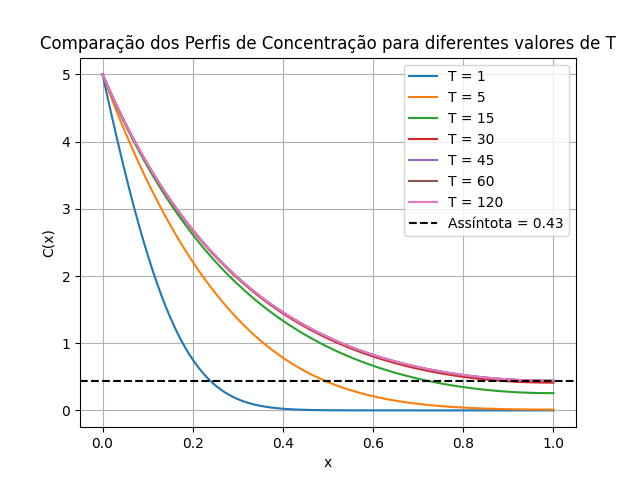 Comparação dos Perfis de Concentração para diferentes valores de T
5
4
3
2
1
0
C(x)
T = 1
T = 5
T = 15
T = 30
T = 45
T = 60
T = 120
Assíntota = 0.43
0.0 0.2 0.4 0.6 0.8 1.0
x